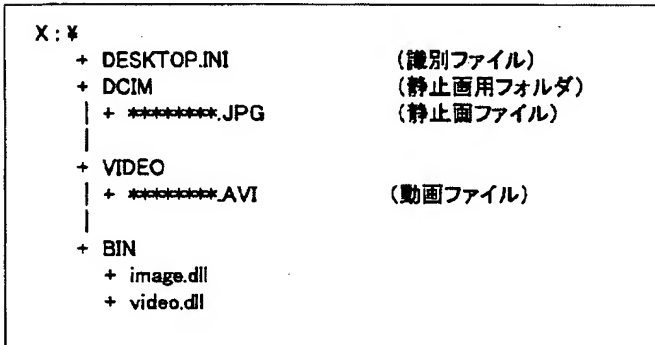 X:¥
+ DESKTOP.INI (識別ファイル)
+ DCIM (静止画用フォルダ)
| + ********.JPG (静止画ファイル)
|
+ VIDEO
| + ********.AVI (動画ファイル)
|
+ BIN
+ image.dll
+ video.dll